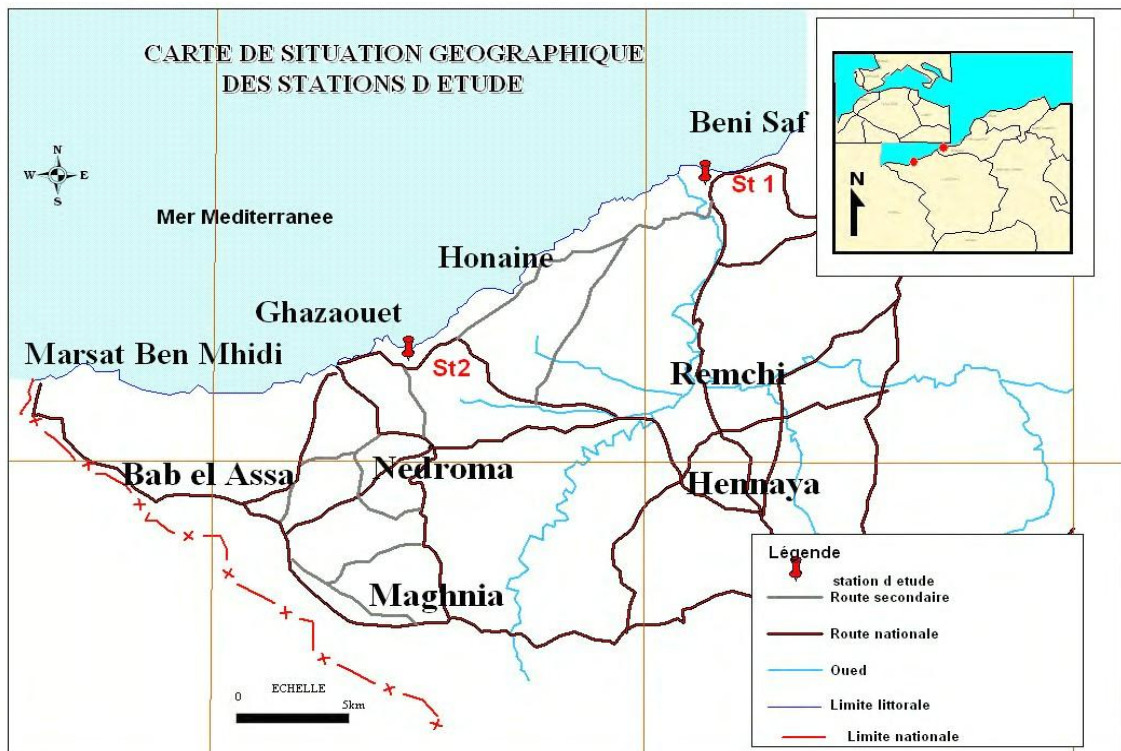 CARTE DE SITUATION GEOGRAPHIQUE
DES STATIONS D ETUDE
Beni Saf
St 1
N
W E
S
Mer Mediterranee
N
Honaine
Ghazaouet
St2
Marsat Ben Mhidi
Remchi
Bab el Assa
Nedroma
Hennaya
Maghnia
Légende
station d etude
Route secondaire
Route nationale
Oued
Limite littorale
Limite nationale
0
ECHELLE
5km